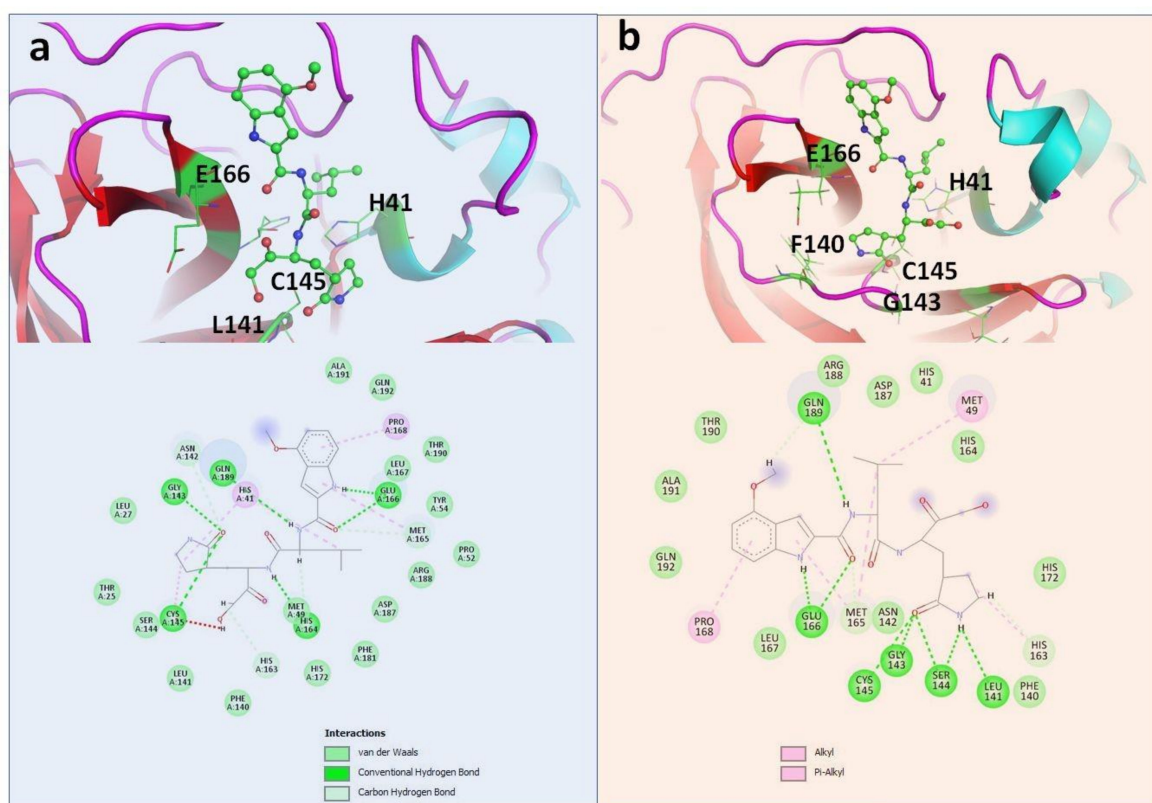 a
E166
H41
C145
L141
b
E166
H41
F140
C145
G143
ALA
A:191
GLN
A:192
PRO
A:168
ASN
A:142
GLN
A:189
LEU
A:167
THR
A:190
GLY
A:143
HIS
A:41
GLU
A:166
TYR
A:54
LEU
A:27
MET
A:165
PRO
A:52
THR
A:25
ARG
A:188
SER
A:144
CYS
A:145
MET
A:49
HIS
A:164
ASP
A:187
PHE
A:181
LEU
A:141
HIS
A:163
HIS
A:172
PHE
A:140
O
N
H
O
N
H
O
N
H
N
H
O
O
O
H
Interactions
van der Waals
Conventional Hydrogen Bond
Carbon Hydrogen Bond
ARG
188
ASP
187
HIS
41
GLN
189
MET
49
THR
190
HIS
164
ALA
191
GLN
192
HIS
172
PRO
168
LEU
167
GLU
166
MET
165
ASN
142
GLY
143
CYS
145
SER
144
LEU
141
PHE
140
HIS
163
H
O
H
N
O
O
N
H
O
O
N
O
N
H
H
Alkyl
Pi-Alkyl